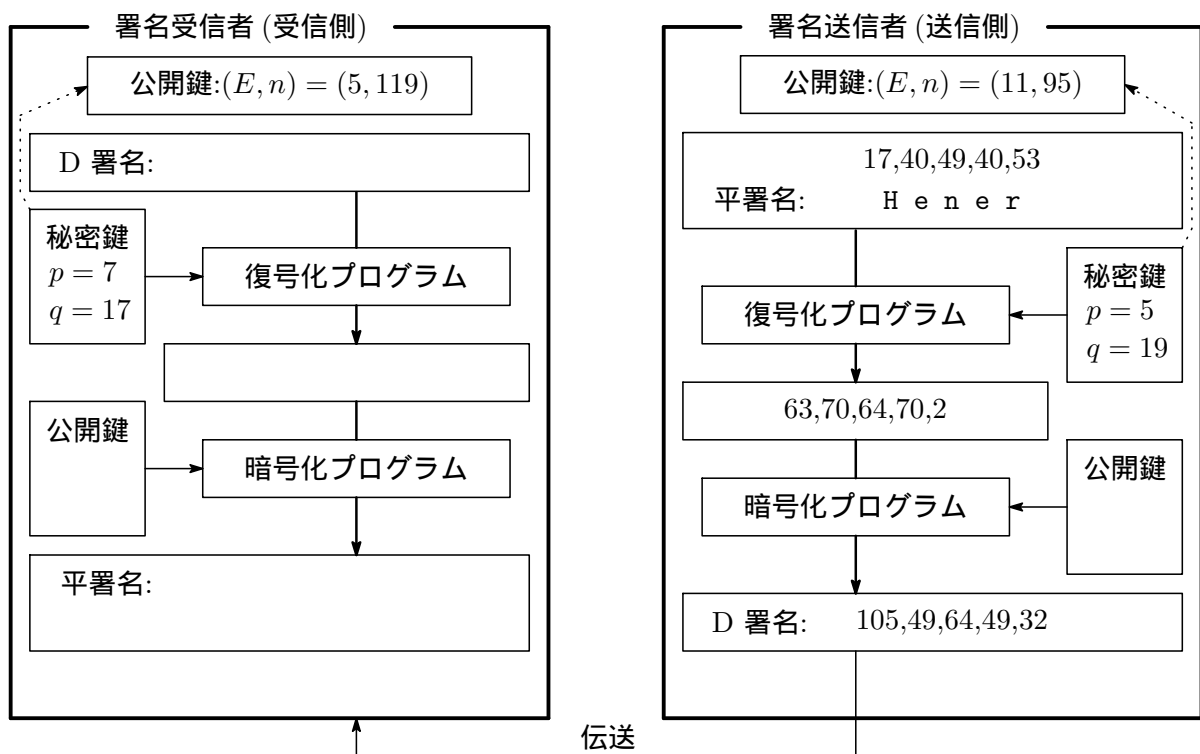 署名受信者 (受信側)
公開鍵:(E, n) = (5, 119)
D 署名:
秘密鍵
p = 7
q = 17
復号化プログラム
公開鍵
暗号化プログラム
平署名:
署名送信者 (送信側)
公開鍵:(E, n) = (11, 95)
17,40,49,40,53
平署名: H e n e r
秘密鍵
p = 5
q = 19
復号化プログラム
63,70,64,70,2
公開鍵
暗号化プログラム
D 署名: 105,49,64,49,32
伝送